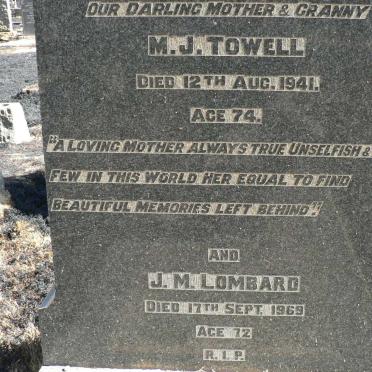 OUR DARLING MOTHER & GRANNY
M.J. TOWELL
DIED 12TH AUG. 1941.
AGE 74.
"A LOVING MOTHER ALWAYS TRUE UNSELFISH &
FEW IN THIS WORLD HER EQUAL TO FIND
BEAUTIFUL MEMORIES LEFT BEHIND".
AND
J.M. LOMBARD
DIED 17TH SEPT. 1969
AGE 72
R.I.P.